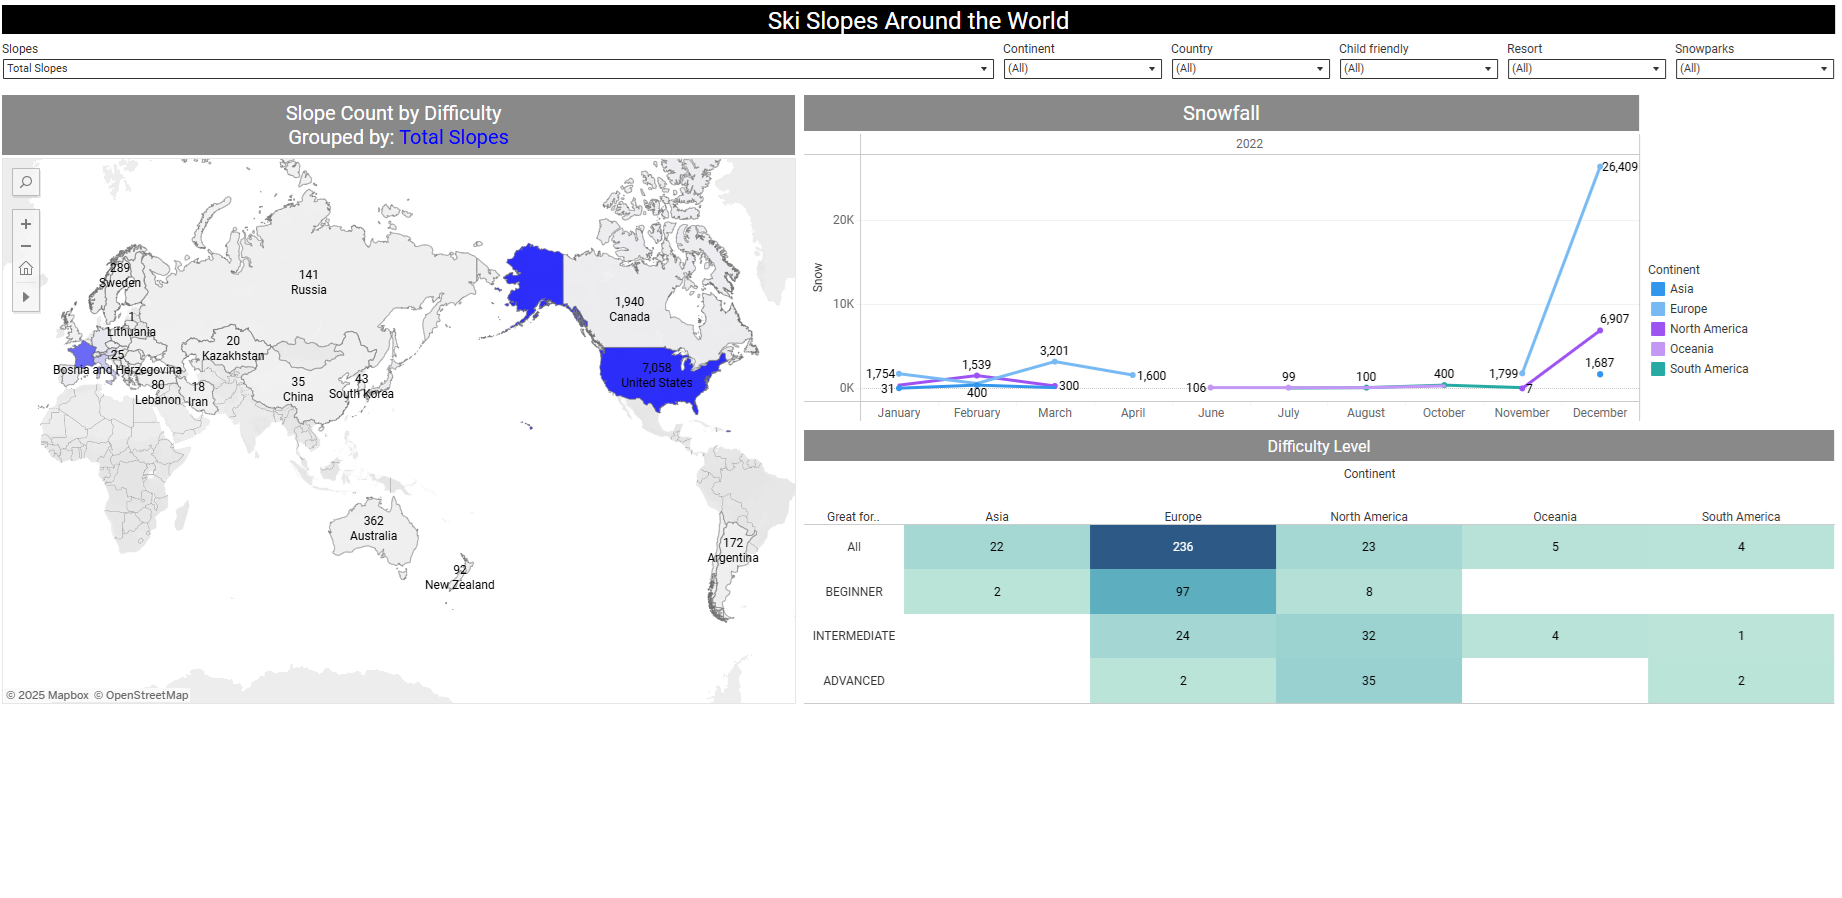 Ski Slopes Around the World
Slopes
Continent
Country
Child friendly
Resort
Snowparks
Total Slopes
(All)
(All)
(All)
(All)
(All)
Slope Count by Difficulty
Grouped by: Total Slopes
289
Sweden
141
Russia
1,940
Canada
1
Lithuania
20
Kazakhstan
25
Bosnia and Herzegovina
80
Lebanon
18
Iran
35
China
43
South Korea
7,058
United States
362
Australia
92
New Zealand
172
Argentina
© 2025 Mapbox © OpenStreetMap
Snowfall
2022
Snow
20K
10K
0K
26,409
6,907
1,687
1,754
31
1,539
400
3,201
300
1,600
106
99
100
400
1,799
7
January
February
March
April
June
July
August
October
November
December
Continent
Asia
Europe
North America
Oceania
South America
Difficulty Level
Continent
Great for.. Asia Europe North America Oceania South America
All 22 236 23 5 4
BEGINNER 2 97 8
INTERMEDIATE 24 32 4 1
ADVANCED 2 35 2